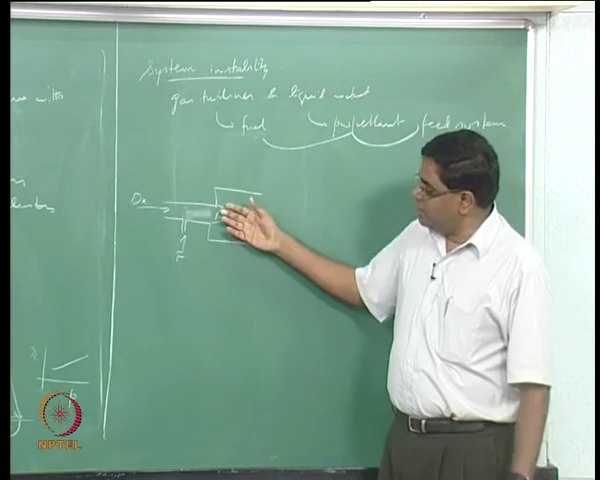 System instability
gas turbines & liquid rocket
fuel propellant feed system
Ox
F
NPTEL